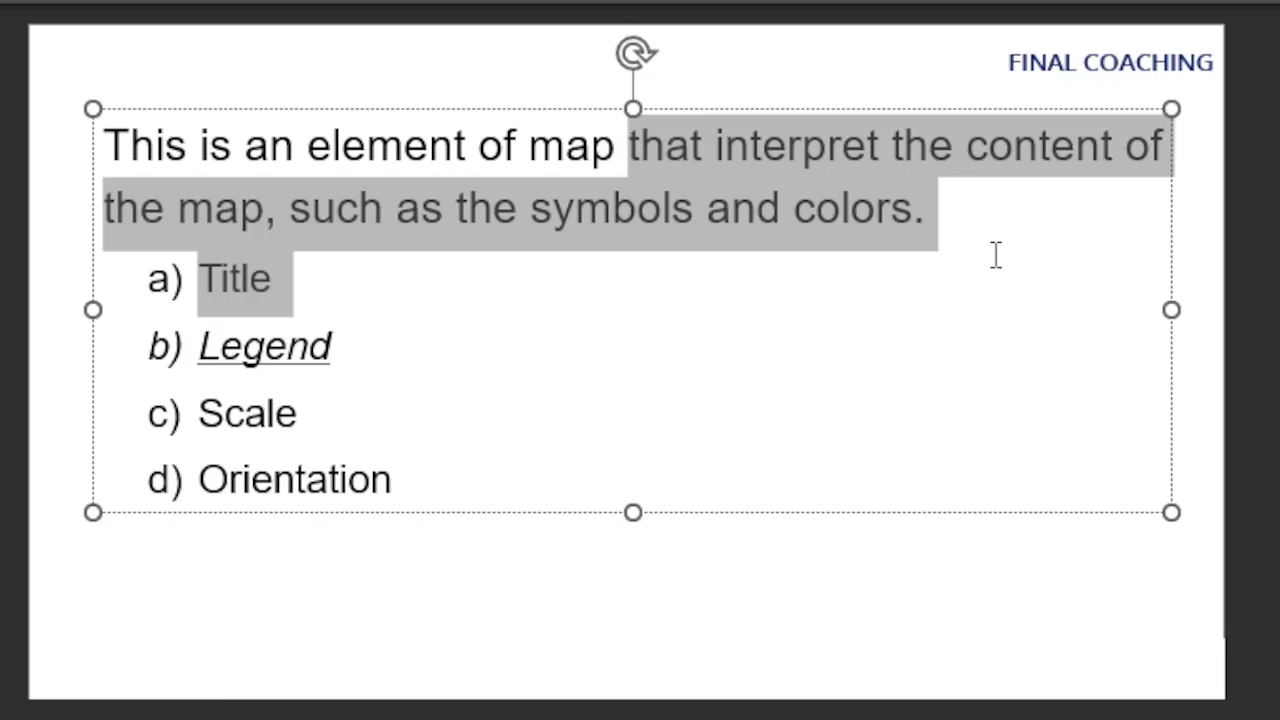 FINAL COACHING
This is an element of map that interpret the content of
the map, such as the symbols and colors.
a) Title
b) Legend
c) Scale
d) Orientation